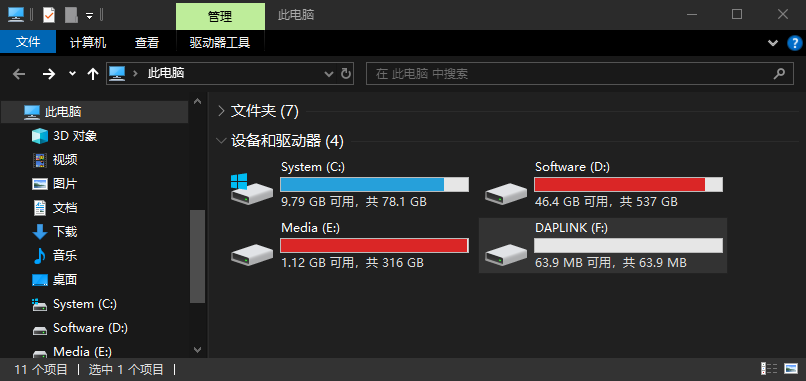 管理
此电脑
文件
计算机
查看
驱动器工具
此电脑
在 此电脑 中搜索
此电脑
3D 对象
视频
图片
文档
下载
音乐
桌面
System (C:)
Software (D:)
Media (E:)
文件夹 (7)
设备和驱动器 (4)
System (C:)
9.79 GB 可用，共 78.1 GB
Software (D:)
46.4 GB 可用，共 537 GB
Media (E:)
1.12 GB 可用，共 316 GB
DAPLINK (F:)
63.9 MB 可用，共 63.9 MB
11 个项目
选中 1 个项目